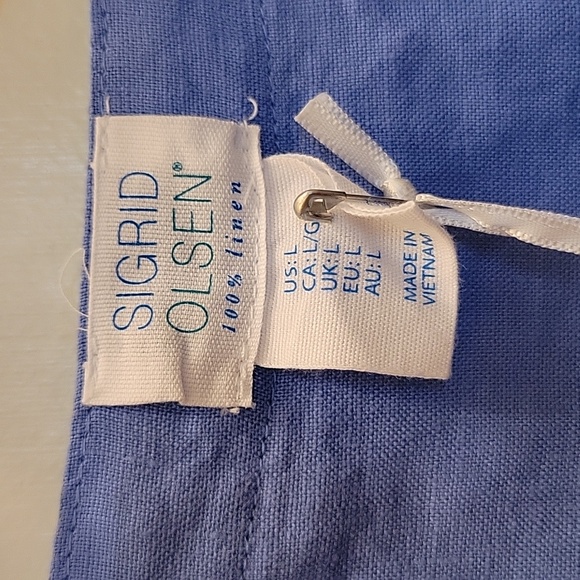 SIGRID
OLSEN®
100% linen
US: L
CA: L/G
UK: L
EU: L
AU: L
MADE IN
VIETNAM